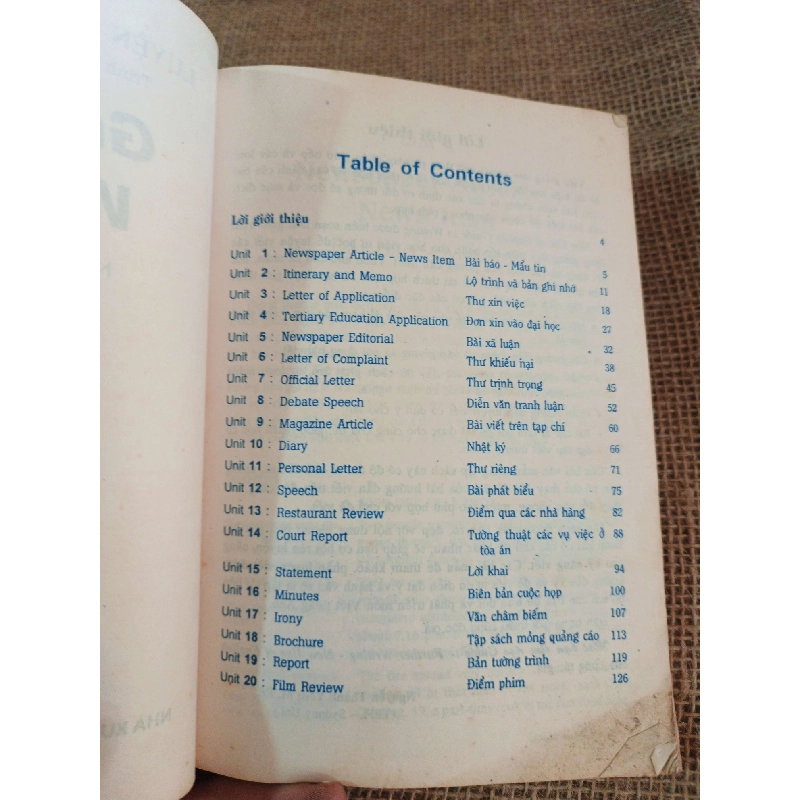 Table of Contents
Lời giới thiệu 4
Unit 1 : Newspaper Article - News Item Bài báo - Mẩu tin 5
Unit 2 : Itinerary and Memo Lộ trình và bản ghi nhớ 11
Unit 3 : Letter of Application Thư xin việc 18
Unit 4 : Tertiary Education Application Đơn xin vào đại học 27
Unit 5 : Newspaper Editorial Bài xã luận 32
Unit 6 : Letter of Complaint Thư khiếu nại 38
Unit 7 : Official Letter Thư trịnh trọng 45
Unit 8 : Debate Speech Diễn văn tranh luận 52
Unit 9 : Magazine Article Bài viết trên tạp chí 60
Unit 10 : Diary Nhật ký 66
Unit 11 : Personal Letter Thư riêng 71
Unit 12 : Speech Bài phát biểu 75
Unit 13 : Restaurant Review Điểm qua các nhà hàng 82
Unit 14 : Court Report Tường thuật các vụ việc ở 88
tòa án
Unit 15 : Statement Lời khai 94
Unit 16 : Minutes Biên bản cuộc họp 100
Unit 17 : Irony Văn châm biếm 107
Unit 18 : Brochure Tập sách mỏng quảng cáo 113
Unit 19 : Report Bản tường trình 119
Unit 20 : Film Review Điểm phim 126